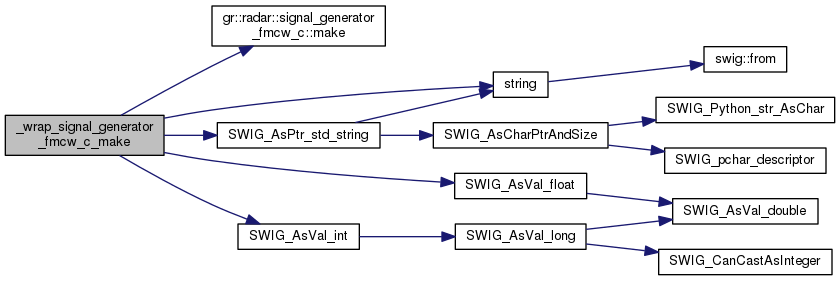 gr::radar::signal_generator
_fmcw_c::make
swig::from
string
SWIG_Python_str_AsChar
_wrap_signal_generator
_fmcw_c_make
SWIG_AsPtr_std_string
SWIG_AsCharPtrAndSize
SWIG_pchar_descriptor
SWIG_AsVal_float
SWIG_AsVal_double
SWIG_AsVal_int
SWIG_AsVal_long
SWIG_CanCastAsInteger